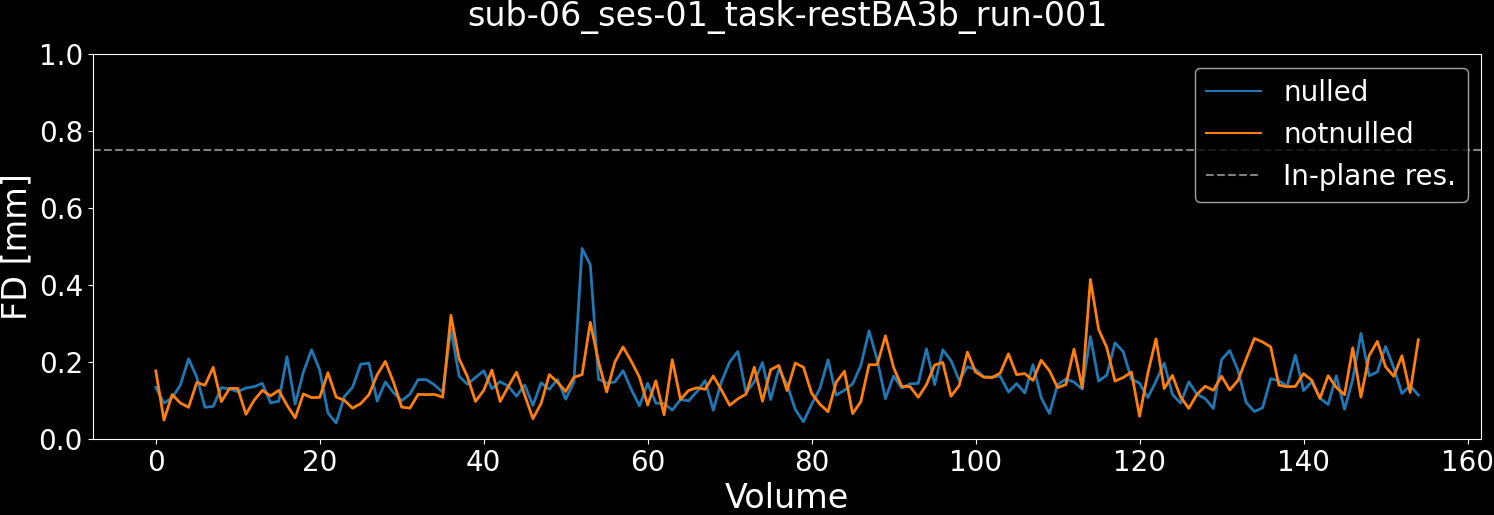 sub-06_ses-01_task-restBA3b_run-001
1.0
0.8
0.6
0.4
0.2
0.0
FD [mm]
nulled
notnulled
In-plane res.
0 20 40 60 80 100 120 140 160
Volume